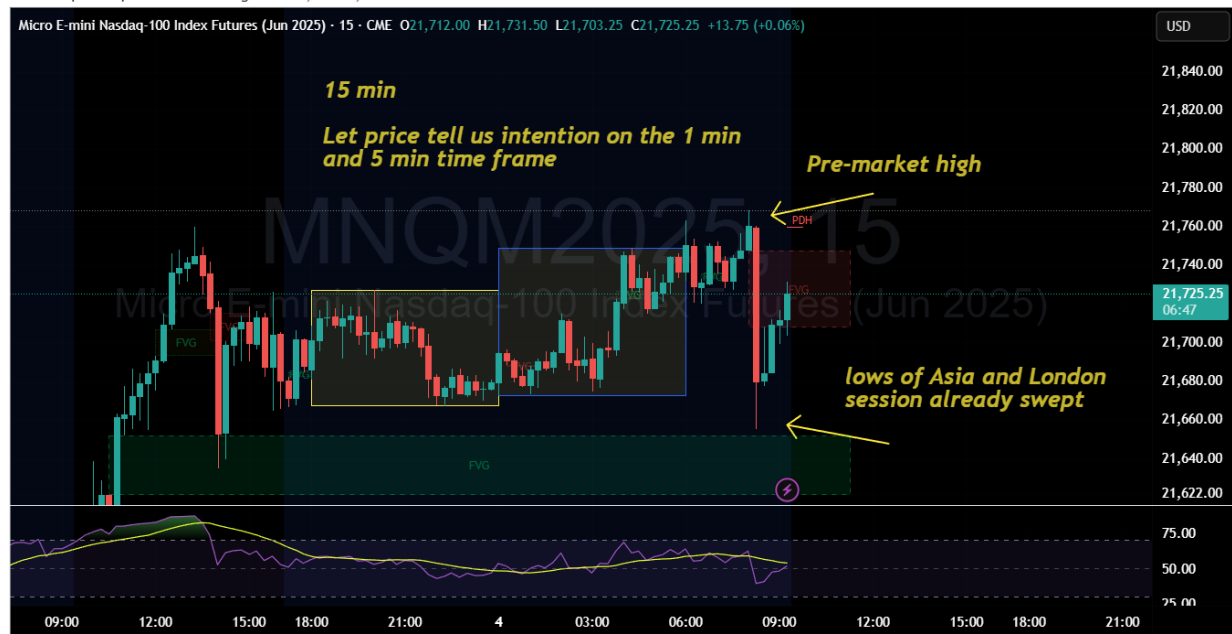 Micro E-mini Nasdaq-100 Index Futures (Jun 2025) · 15 · CME O21,712.00 H21,731.50 L21,703.25 C21,725.25 +13.75 (+0.06%)
USD
21,840.00
15 min
21,820.00
Let price tell us intention on the 1 min
and 5 min time frame
21,800.00
Pre-market high
21,780.00
MNQM2025, 15
PDH
21,760.00
21,740.00
Micro E-mini Nasdaq-100 Index Futures (Jun 2025)
FVG
FVG
FVG
21,725.25
06:47
FVG
FVG
21,700.00
FVG
FVG
21,680.00
lows of Asia and London
session already swept
21,660.00
FVG
21,640.00
21,622.00
75.00
50.00
25.00
09:00 12:00 15:00 18:00 21:00 4 03:00 06:00 09:00 12:00 15:00 18:00 21:00